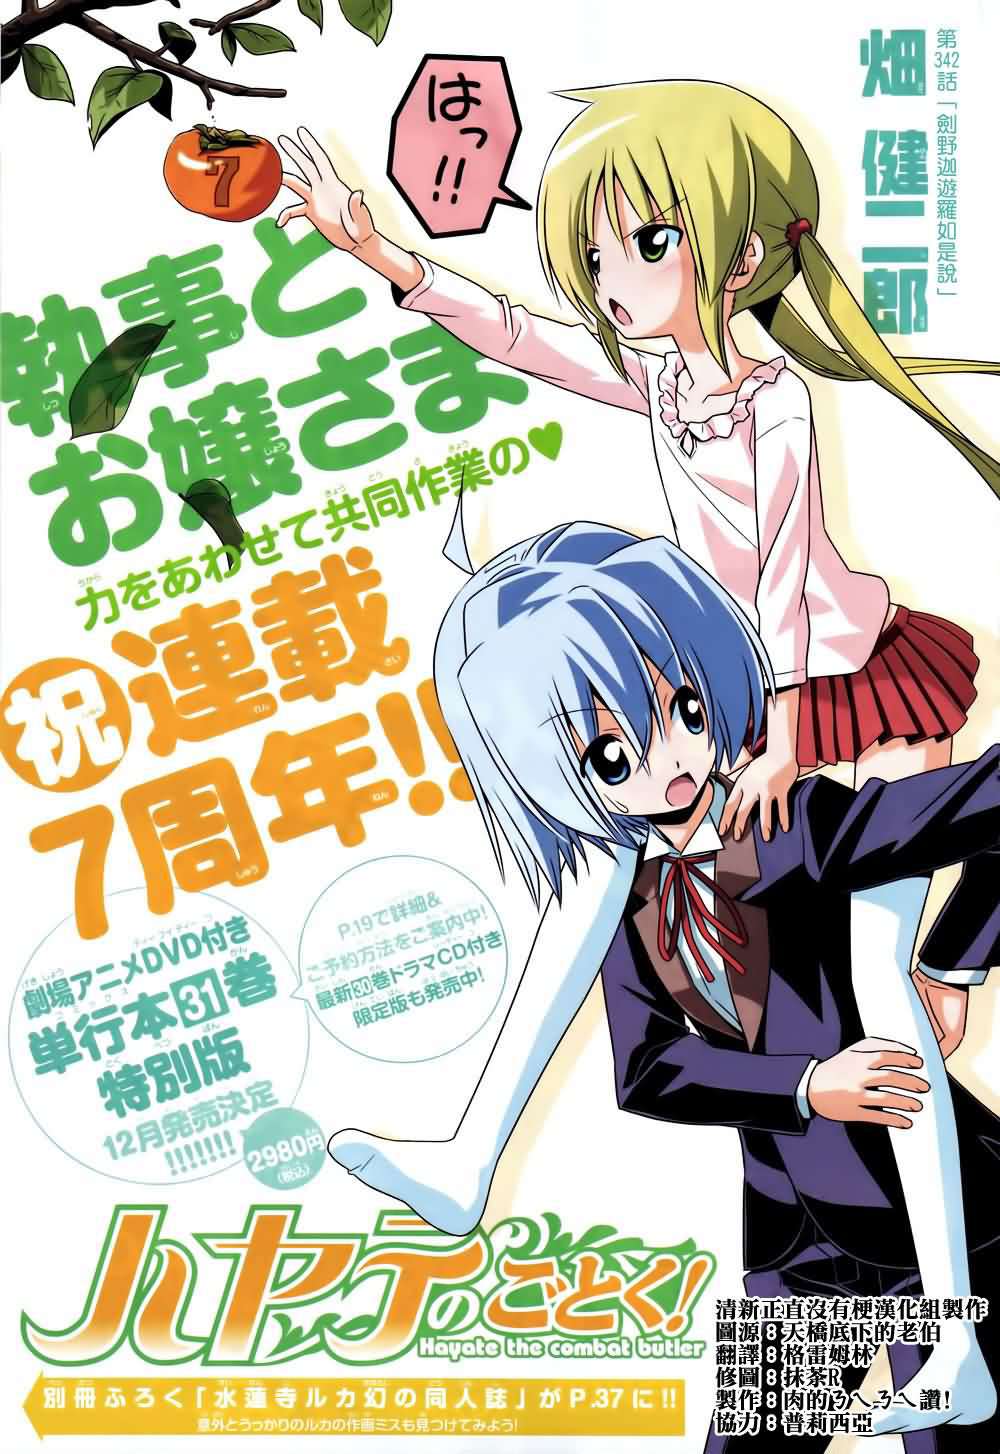 第342話「劍野迦遊羅如是說」
畑 健二郎
はっ!!
7
執事と
お嬢さま
力をあわせて共同作業の♥
祝連載
7周年!!
劇場アニメDVD付き
単行本31巻
特別版
12月発売決定
!!!!!!!
2980円
(税込)
P.19で詳細&
ご予約方法をご案内中!
最新30巻ドラマCD付き
限定版も発売中!
ハヤテのごとく!
Hayate the combat butler
別冊ふろく「水蓮寺ルカ幻の同人誌」がP.37に!!
意外とうっかりのルカの作画ミスも見つけてみよう!
清新正直沒有梗漢化組製作
圖源:天橋底下的老伯
翻譯:格雷姆林
修圖:抹茶R
製作:肉的ろへろへ讚!
協力:普莉西亞